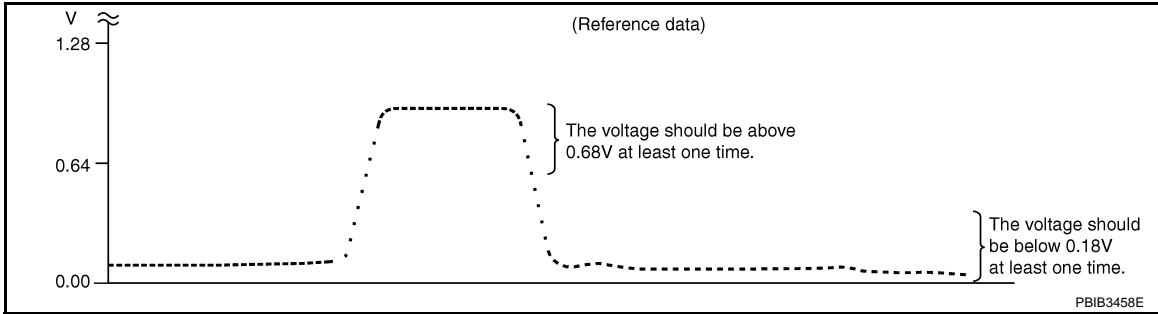 V
(Reference data)
1.28
The voltage should be above
0.68V at least one time.
0.64
The voltage should
be below 0.18V
at least one time.
0.00
PBIB3458E